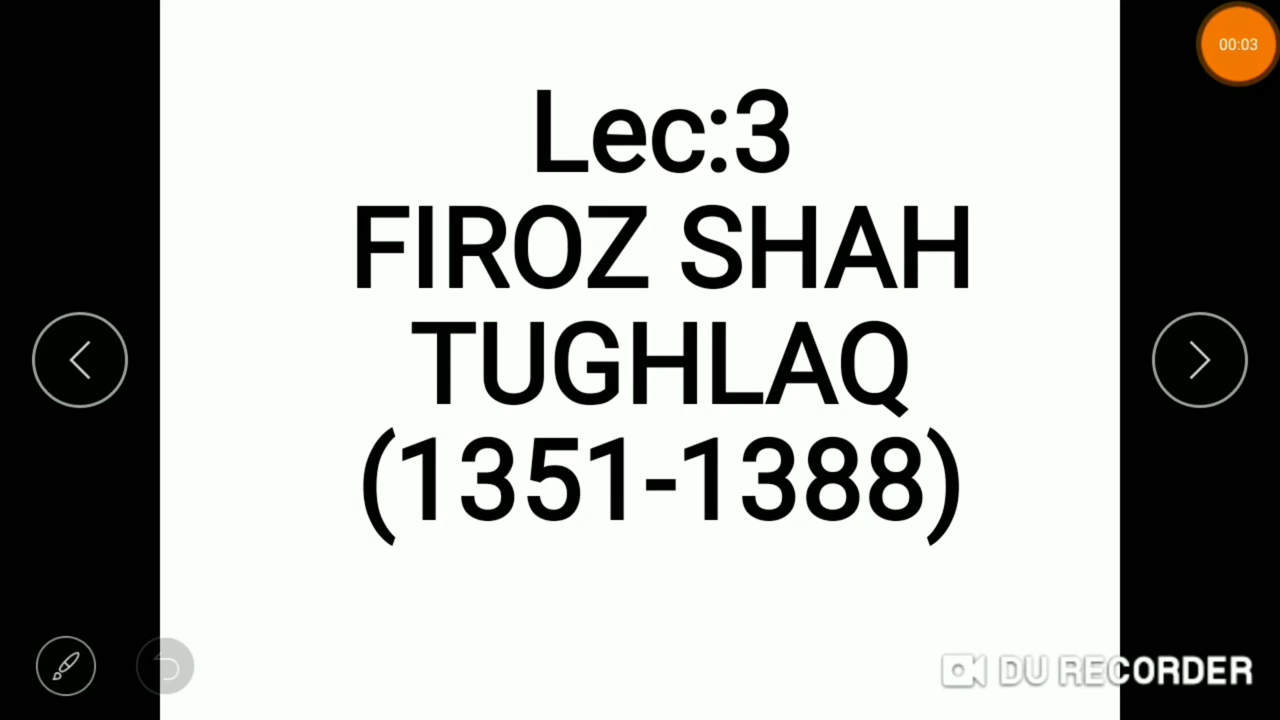 00:03
Lec:3
FIROZ SHAH
TUGHLAQ
(1351-1388)
DU RECORDER